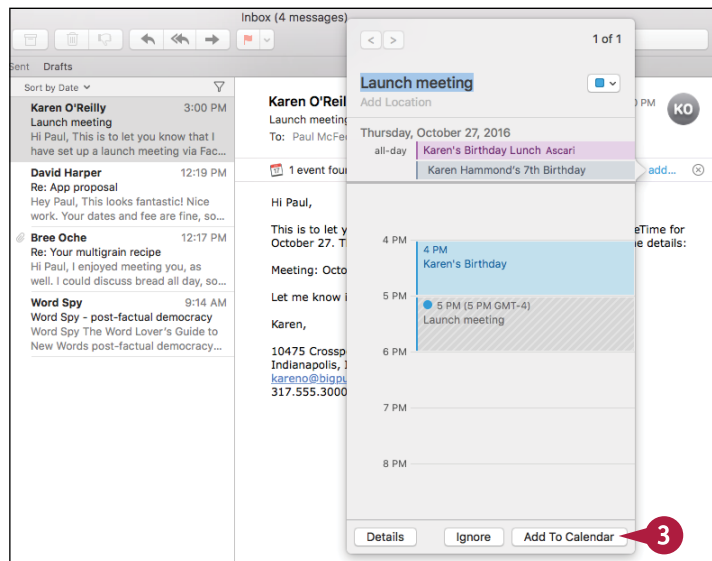 Inbox (4 messages)
Sent Drafts
Sort by Date
Karen O'Reilly 3:00 PM
Launch meeting
Hi Paul, This is to let you know that I
have set up a launch meeting via Fac...
David Harper 12:19 PM
Re: App proposal
Hey Paul, This looks fantastic! Nice
work. Your dates and fee are fine, so...
Bree Oche 12:17 PM
Re: Your multigrain recipe
Hi Paul, I enjoyed meeting you, as
well. I could discuss bread all day, so...
Word Spy 9:14 AM
Word Spy - post-factual democracy
Word Spy The Word Lover's Guide to
New Words post-factual democracy...
Karen O'Reil
Launch meeting
To: Paul McFe
1 event foun
Hi Paul,
This is to let y
October 27. T
Meeting: Octo
Let me know i
Karen,
10475 Crossp
Indianapolis, I
kareno@bigpu
317.555.3000
1 of 1
Launch meeting
Add Location
Thursday, October 27, 2016
all-day Karen's Birthday Lunch Ascari
Karen Hammond's 7th Birthday
4 PM
4 PM
Karen's Birthday
5 PM
5 PM (5 PM GMT-4)
Launch meeting
6 PM
7 PM
8 PM
Details Ignore Add To Calendar
PM
KO
add...
eTime for
e details:
3